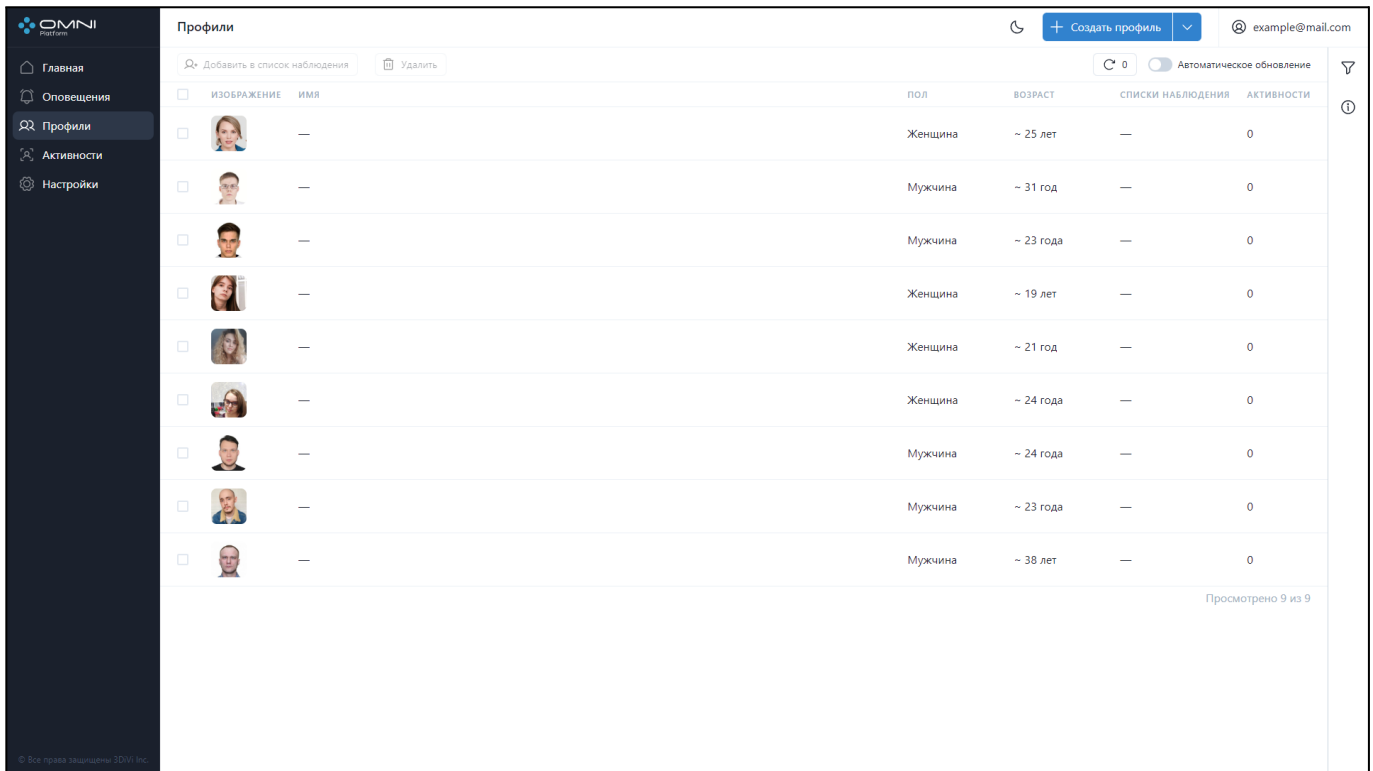 OMNI
Platform
Профили
Создать профиль
example@mail.com
Главная
Оповещения
Профили
Активности
Настройки
Добавить в список наблюдения
Удалить
0
Автоматическое обновление
ИЗОБРАЖЕНИЕ ИМЯ ПОЛ ВОЗРАСТ СПИСКИ НАБЛЮДЕНИЯ АКТИВНОСТИ
— Женщина ~ 25 лет — 0
— Мужчина ~ 31 год — 0
— Мужчина ~ 23 года — 0
— Женщина ~ 19 лет — 0
— Женщина ~ 21 год — 0
— Женщина ~ 24 года — 0
— Мужчина ~ 24 года — 0
— Мужчина ~ 23 года — 0
— Мужчина ~ 38 лет — 0
Просмотрено 9 из 9
© Все права защищены 3DiVi Inc.